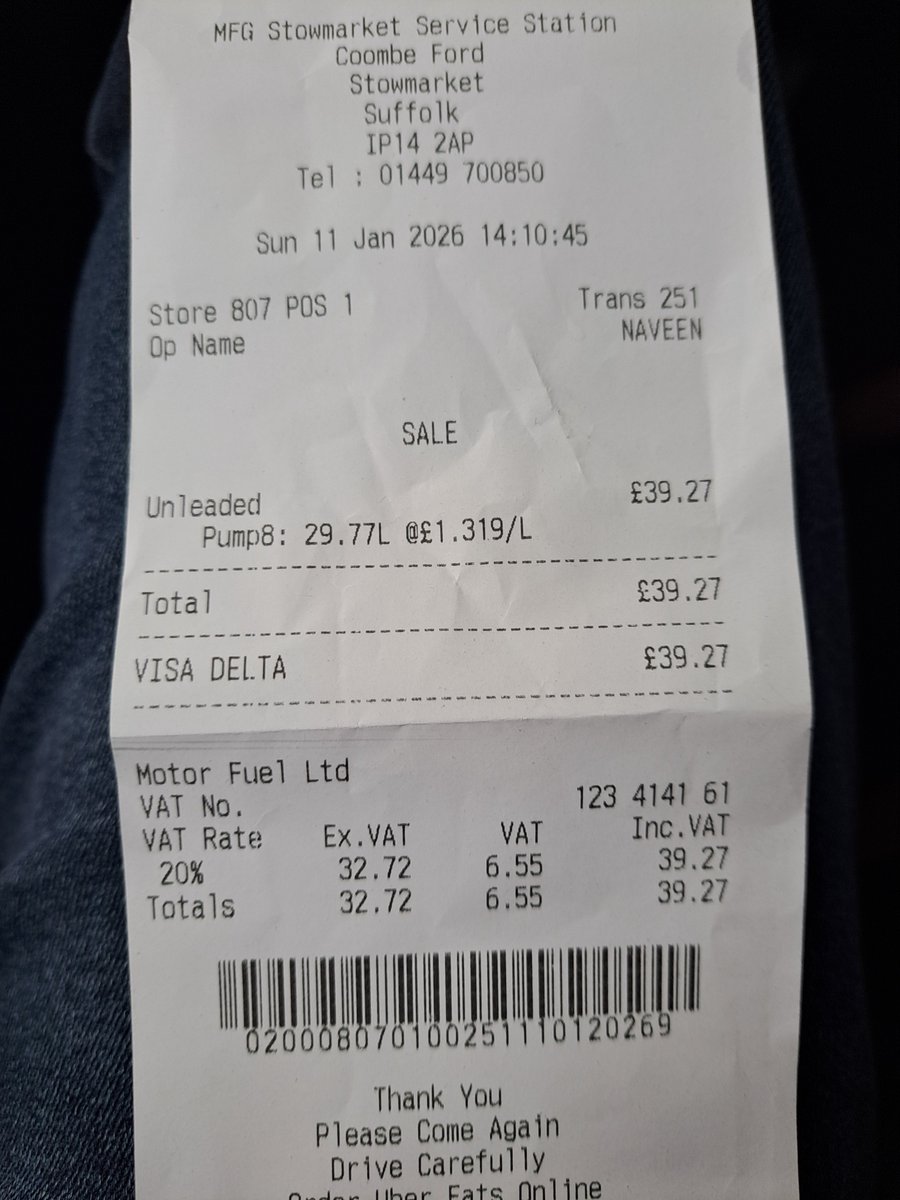 MFG Stowmarket Service Station
Coombe Ford
Stowmarket
Suffolk
IP14 2AP
Tel : 01449 700850
Sun 11 Jan 2026 14:10:45
Store 807 POS 1 Trans 251
Op Name NAVEEN
SALE
Unleaded £39.27
Pump8: 29.77L @£1.319/L
Total £39.27
VISA DELTA £39.27
Motor Fuel Ltd
VAT No. 123 4141 61
VAT Rate Ex.VAT VAT Inc.VAT
20% 32.72 6.55 39.27
Totals 32.72 6.55 39.27
020008070100251110120269
Thank You
Please Come Again
Drive Carefully
Order Uber Eats Online